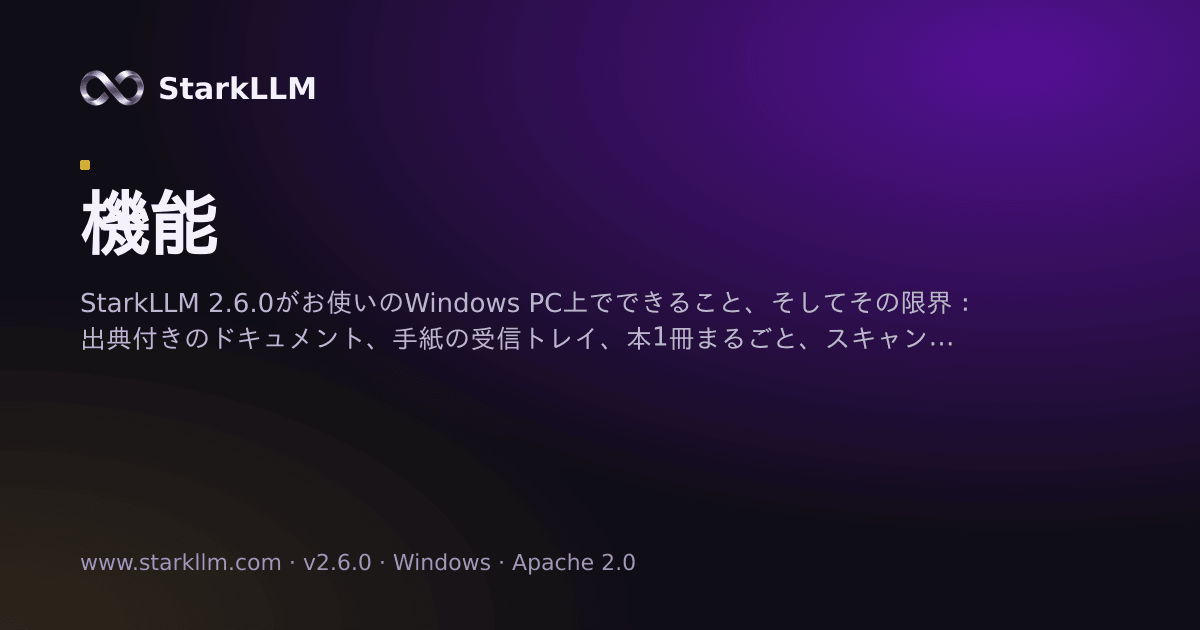 StarkLLM
機能
StarkLLM 2.6.0がお使いのWindows PC上でできること、そしてその限界：
出典付きのドキュメント、手紙の受信トレイ、本1冊まるごと、スキャン…
www.starkllm.com · v2.6.0 · Windows · Apache 2.0